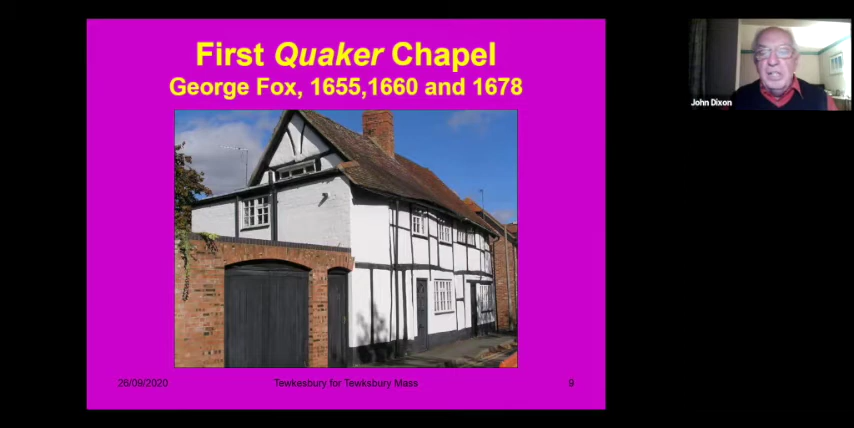 First Quaker Chapel
George Fox, 1655,1660 and 1678
John Dixon
26/09/2020
Tewkesbury for Tewksbury Mass
9